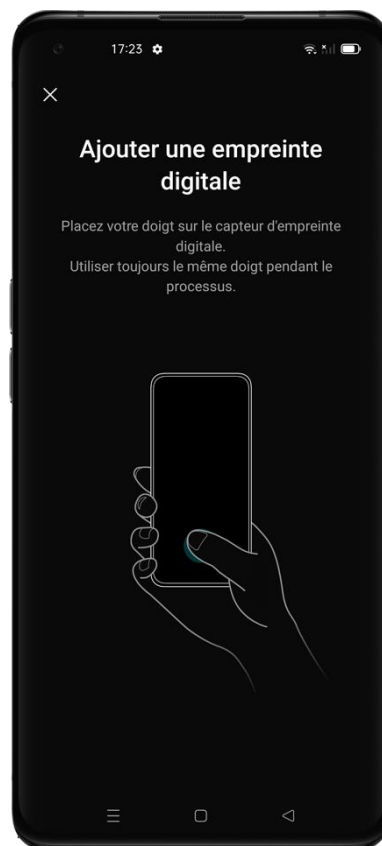 17:23
Ajouter une empreinte
digitale
Placez votre doigt sur le capteur d'empreinte
digitale.
Utiliser toujours le même doigt pendant le
processus.